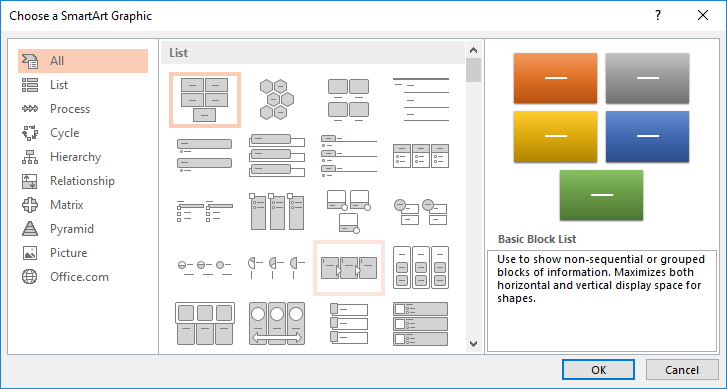 Choose a SmartArt Graphic
?
All
List
Process
Cycle
Hierarchy
Relationship
Matrix
Pyramid
Picture
Office.com
List
Basic Block List
Use to show non-sequential or grouped
blocks of information. Maximizes both
horizontal and vertical display space for
shapes.
OK
Cancel